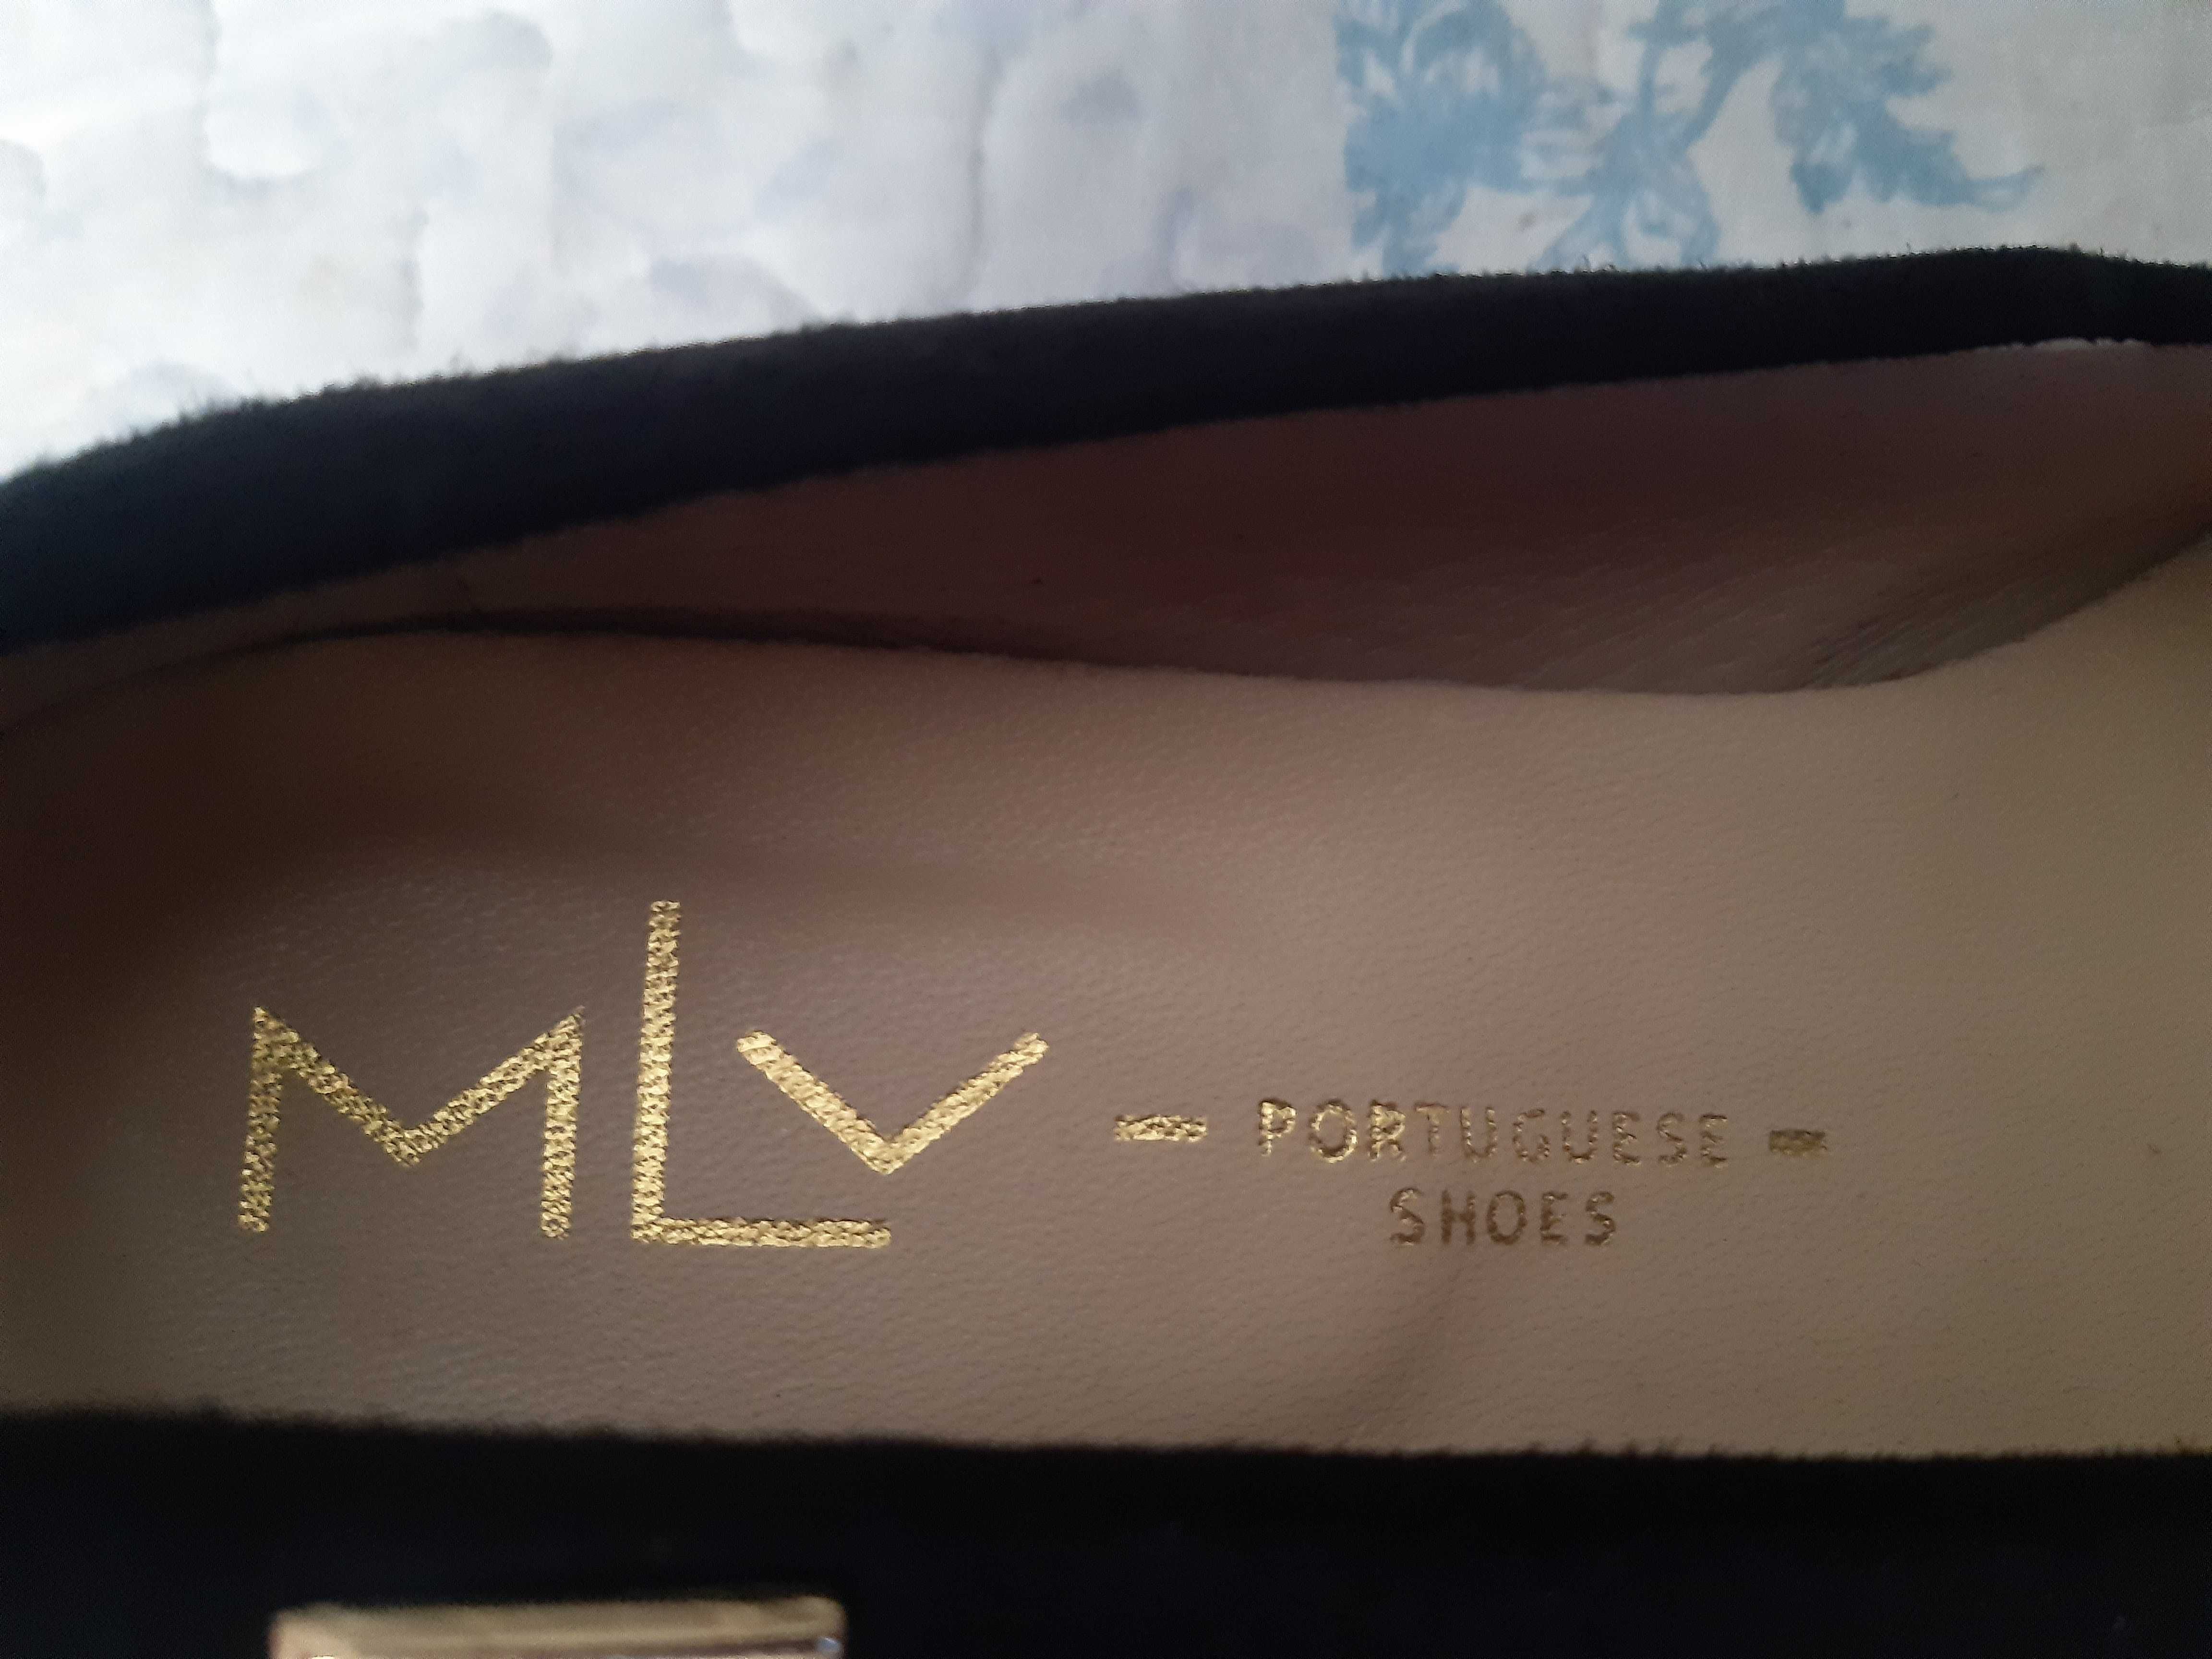 MLV
— PORTUGUESE —
SHOES